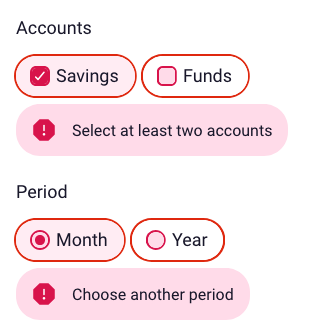 Accounts
Savings Funds
Select at least two accounts
Period
Month Year
Choose another period